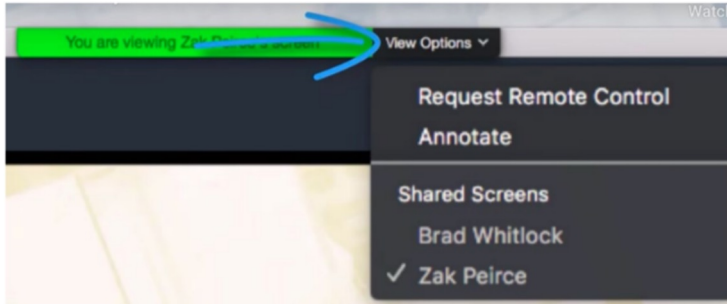 Watch
You are viewing Zak Peirce's screen
View Options
Request Remote Control
Annotate
Shared Screens
Brad Whitlock
✓ Zak Peirce